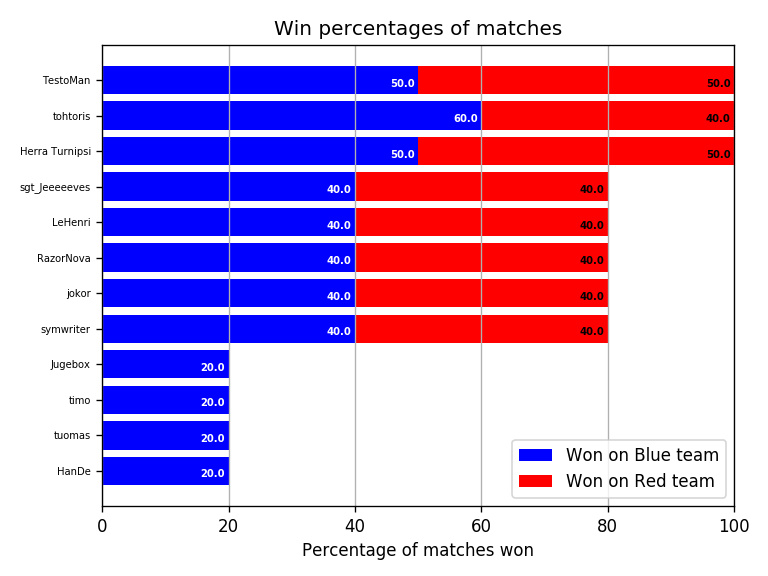 Win percentages of matches
TestoMan 50.0 50.0
tohtoris 60.0 40.0
Herra Turnipsi 50.0 50.0
sgt_Jeeeeeves 40.0 40.0
LeHenri 40.0 40.0
RazorNova 40.0 40.0
jokor 40.0 40.0
symwriter 40.0 40.0
Jugebox 20.0
timo 20.0
tuomas 20.0
HanDe 20.0
Won on Blue team
Won on Red team
0 20 40 60 80 100
Percentage of matches won